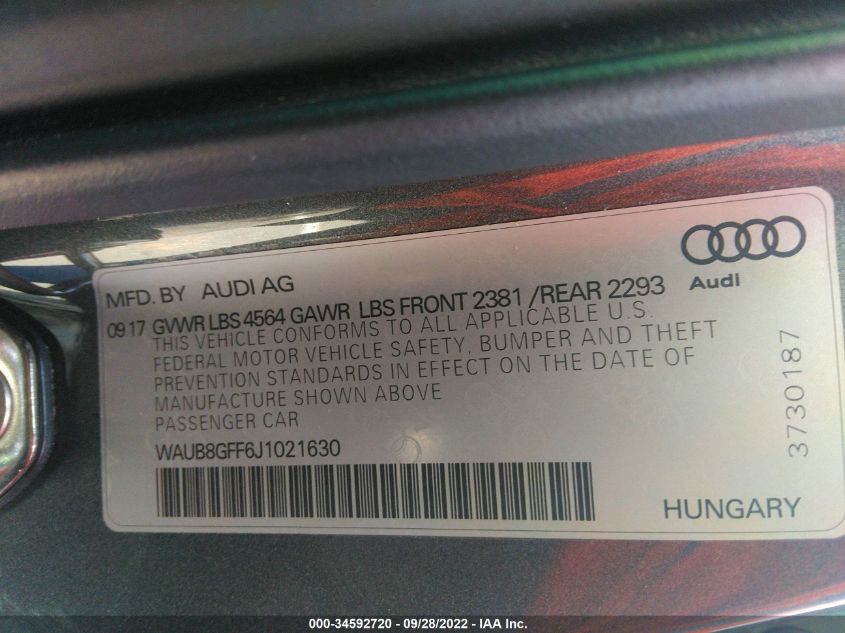 MFD. BY AUDI AG
Audi
09 17 GVWR LBS 4564 GAWR LBS FRONT 2381 /REAR 2293
THIS VEHICLE CONFORMS TO ALL APPLICABLE U.S.
FEDERAL MOTOR VEHICLE SAFETY, BUMPER AND THEFT
PREVENTION STANDARDS IN EFFECT ON THE DATE OF
MANUFACTURE SHOWN ABOVE
PASSENGER CAR
WAUB8GFF6J1021630
3730187
HUNGARY
000-34592720 - 09/28/2022 - IAA Inc.